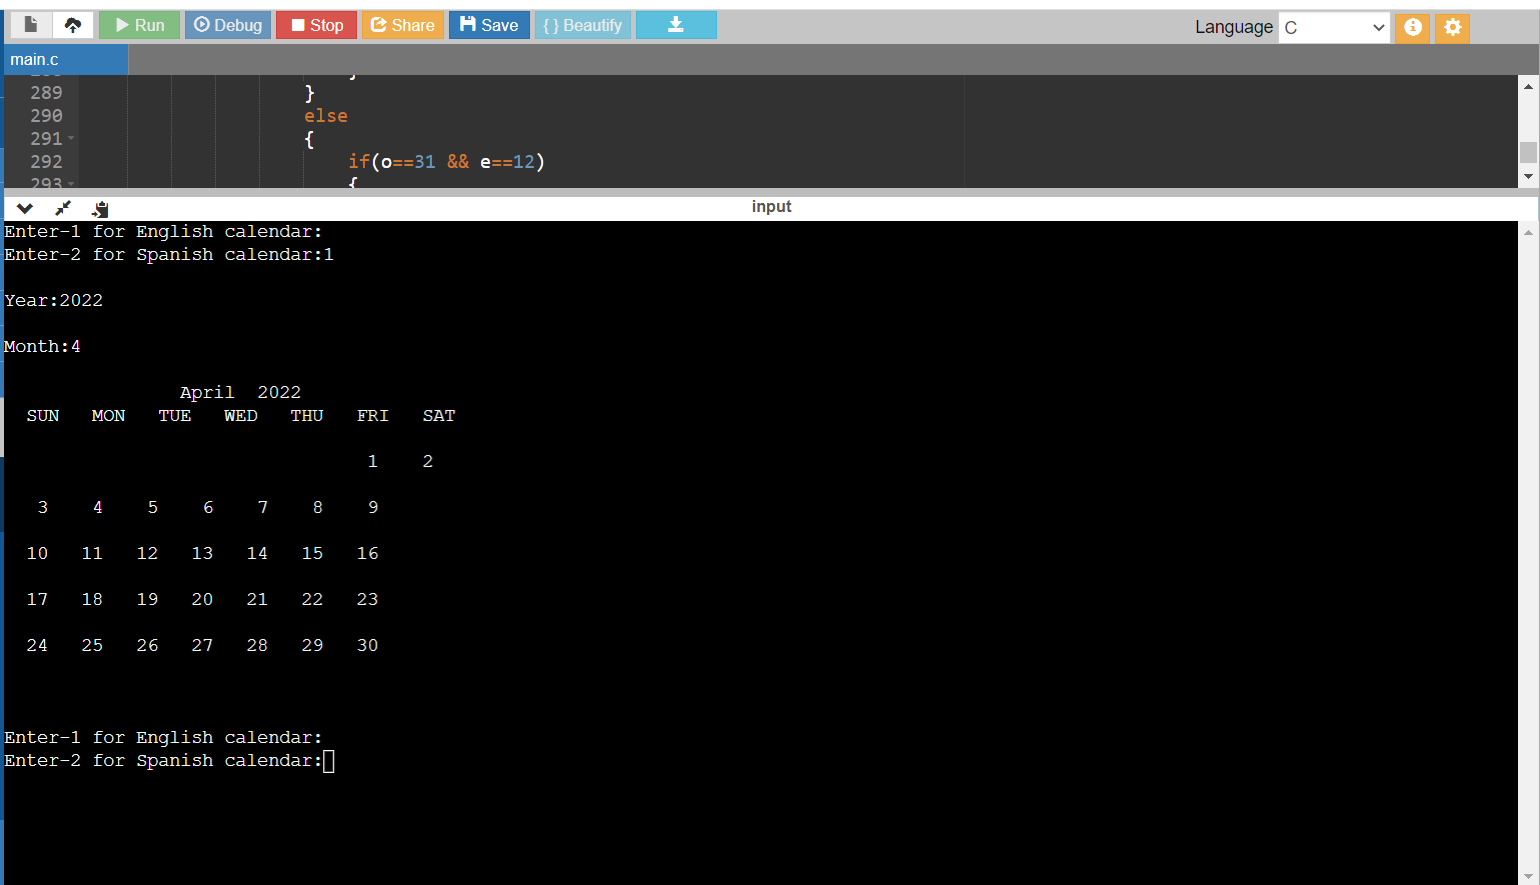 Run Debug Stop Share Save { } Beautify Language C
main.c
289 }
290 else
291 {
292 if(o==31 && e==12)
293 {
input
Enter-1 for English calendar:
Enter-2 for Spanish calendar:1
Year:2022
Month:4
April 2022
SUN MON TUE WED THU FRI SAT
1 2
3 4 5 6 7 8 9
10 11 12 13 14 15 16
17 18 19 20 21 22 23
24 25 26 27 28 29 30
Enter-1 for English calendar:
Enter-2 for Spanish calendar: